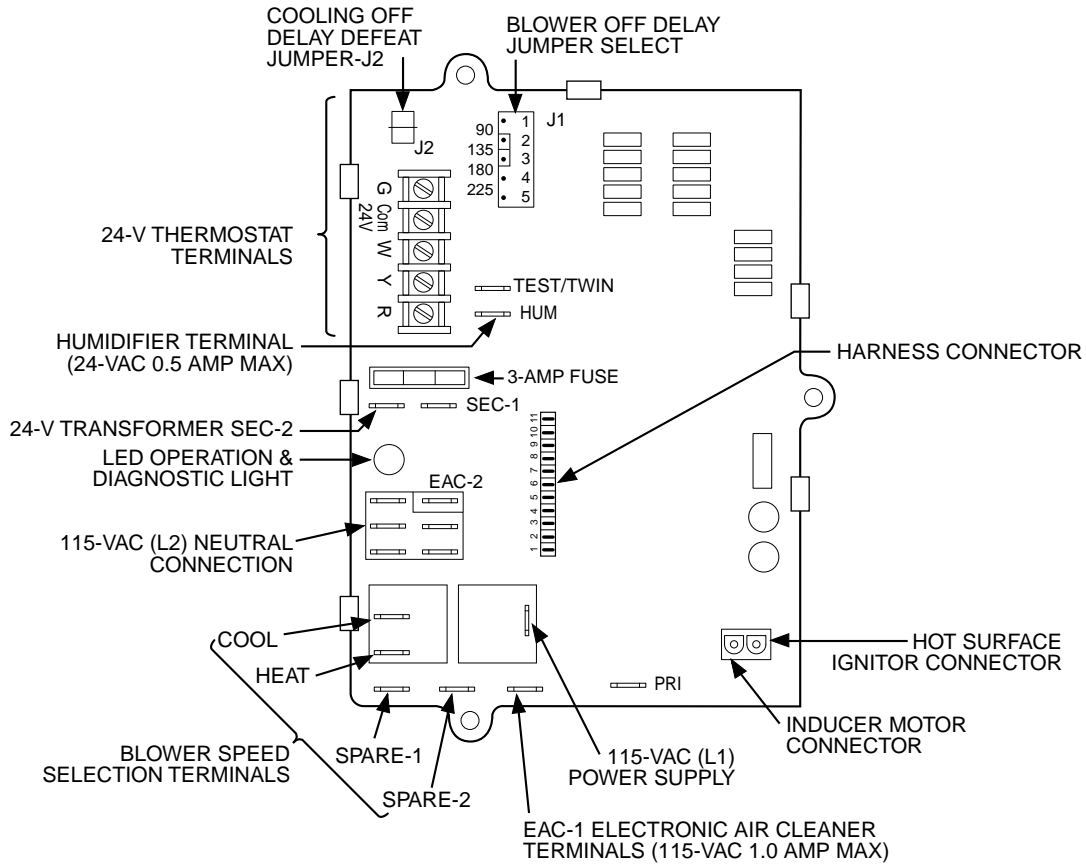 COOLING OFF
DELAY DEFEAT
JUMPER-J2
BLOWER OFF DELAY
JUMPER SELECT
J1
1
2
3
4
5
90
135
180
225
J2
24-V THERMOSTAT
TERMINALS
G
Com
24V
W
Y
R
TEST/TWIN
HUM
HUMIDIFIER TERMINAL
(24-VAC 0.5 AMP MAX)
HARNESS CONNECTOR
3-AMP FUSE
SEC-1
24-V TRANSFORMER SEC-2
LED OPERATION &
DIAGNOSTIC LIGHT
EAC-2
1 2 3 4 5 6 7 8 9 10 11
115-VAC (L2) NEUTRAL
CONNECTION
COOL
HEAT
HOT SURFACE
IGNITOR CONNECTOR
PRI
INDUCER MOTOR
CONNECTOR
BLOWER SPEED
SELECTION TERMINALS
SPARE-1
SPARE-2
115-VAC (L1)
POWER SUPPLY
EAC-1 ELECTRONIC AIR CLEANER
TERMINALS (115-VAC 1.0 AMP MAX)